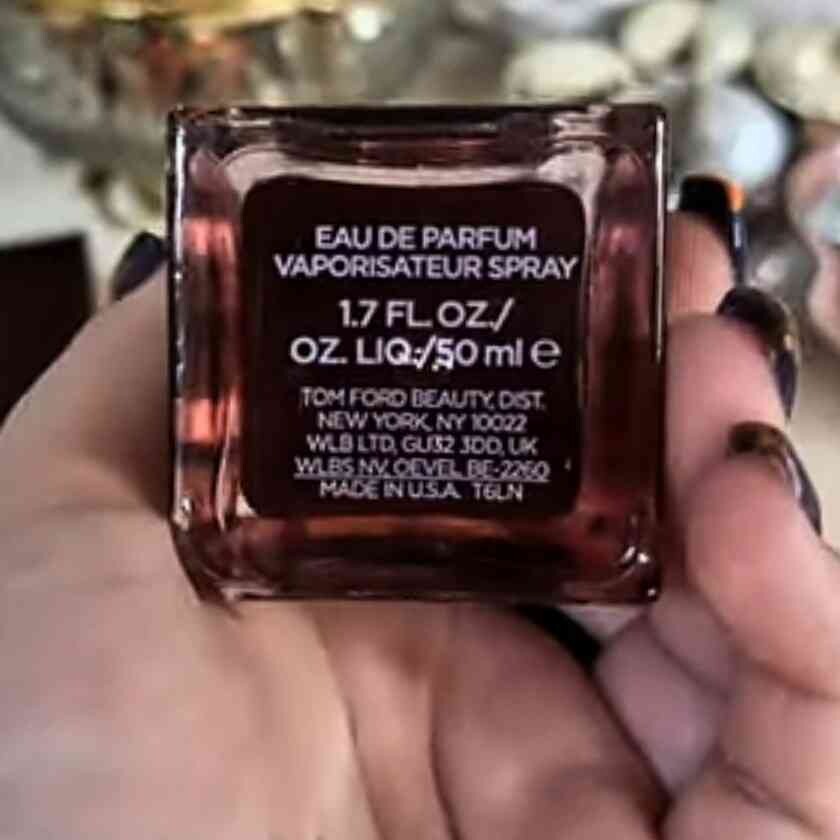 EAU DE PARFUM
VAPORISATEUR SPRAY
1.7 FL. OZ./
OZ. LIQ./50 ml ℮
TOM FORD BEAUTY, DIST.
NEW YORK, NY 10022
WLB LTD, GU32 3DD, UK
WLBS NV, OEVEL BE-2260
MADE IN U.S.A. T6LN